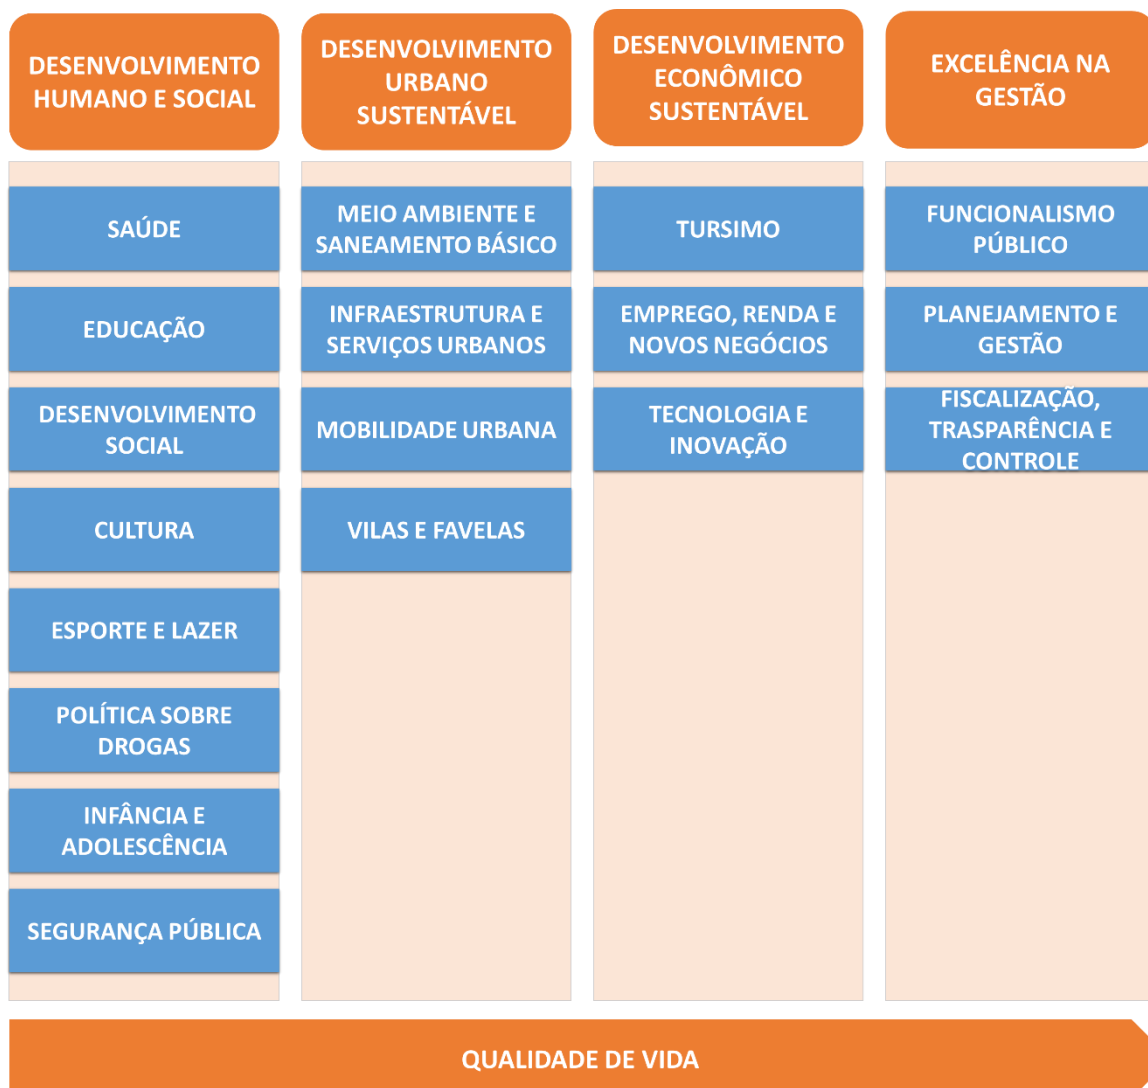 DESENVOLVIMENTO
HUMANO E SOCIAL
DESENVOLVIMENTO
URBANO
SUSTENTÁVEL
DESENVOLVIMENTO
ECONÔMICO
SUSTENTÁVEL
EXCELÊNCIA NA
GESTÃO
SAÚDE
EDUCAÇÃO
DESENVOLVIMENTO
SOCIAL
CULTURA
ESPORTE E LAZER
POLÍTICA SOBRE
DROGAS
INFÂNCIA E
ADOLESCÊNCIA
SEGURANÇA PÚBLICA
MEIO AMBIENTE E
SANEAMENTO BÁSICO
INFRAESTRUTURA E
SERVIÇOS URBANOS
MOBILIDADE URBANA
VILAS E FAVELAS
TURSIMO
EMPREGO, RENDA E
NOVOS NEGÓCIOS
TECNOLOGIA E
INOVAÇÃO
FUNCIONALISMO
PÚBLICO
PLANEJAMENTO E
GESTÃO
FISCALIZAÇÃO,
TRASPARÊNCIA E
CONTROLE
QUALIDADE DE VIDA